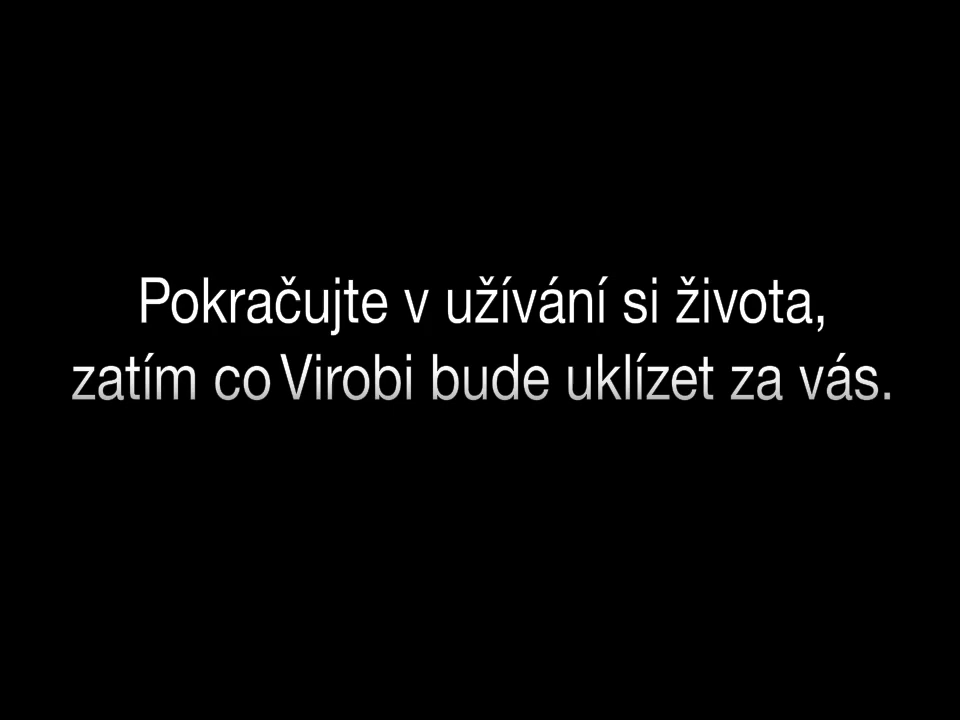 Pokračujte v užívání si života,
zatím co Virobi bude uklízet za vás.